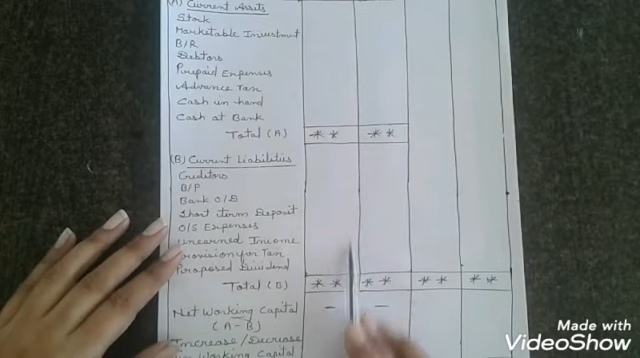 (A) Current Assets
Stock
Marketable Investment
B/R
Debtors
Prepaid Expenses
Advance Tax
Cash in hand
Cash at Bank
Total (A) ** **
(B) Current Liabilities
Creditors
B/P
Bank O/D
Short term Deposit
O/S Expenses
Unearned Income
Provision for Tax
Proposed Dividend
Total (B) ** ** ** **
Net Working Capital — —
(A-B)
Increase/Decrease
in Working Capital
Made with
VideoShow